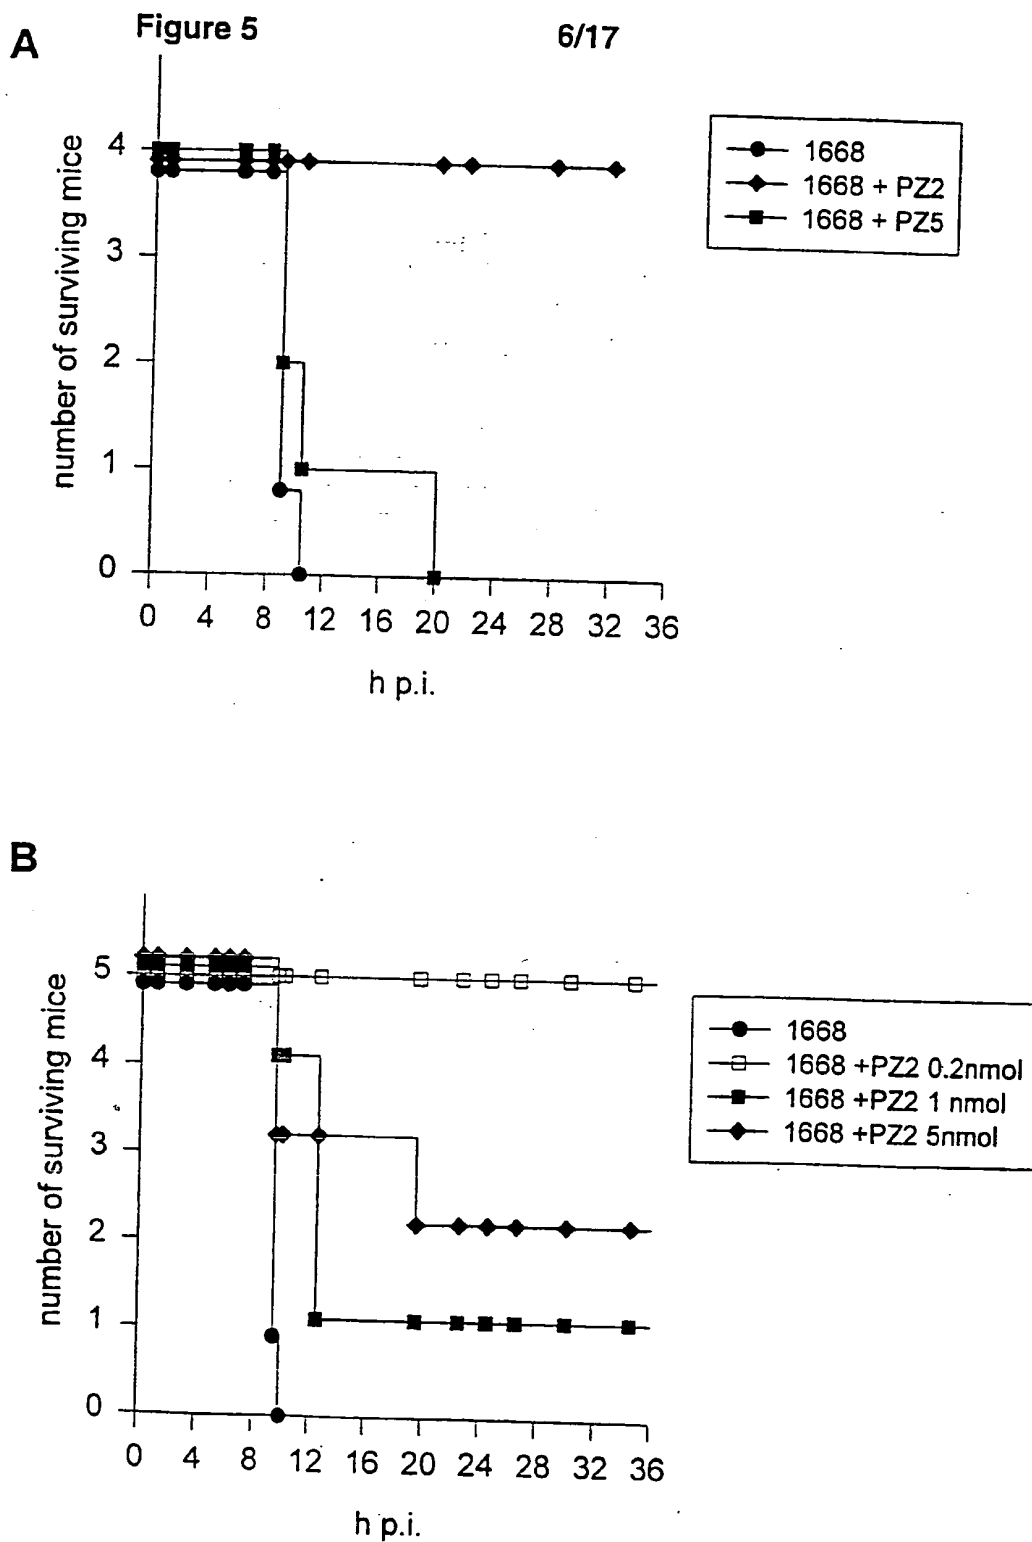 Figure 5
6/17
A
number of surviving mice
4
3
2
1
0
0 4 8 12 16 20 24 28 32 36
h p.i.
1668
1668 + PZ2
1668 + PZ5
B
number of surviving mice
5
4
3
2
1
0
0 4 8 12 16 20 24 28 32 36
h p.i.
1668
1668 +PZ2 0.2nmol
1668 +PZ2 1 nmol
1668 +PZ2 5nmol